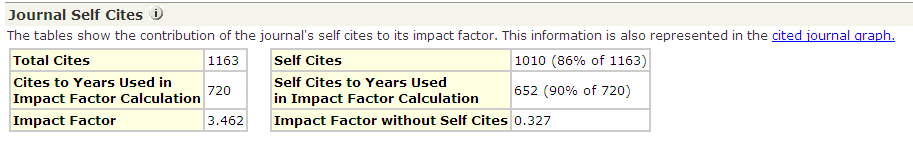 Journal Self Cites
The tables show the contribution of the journal's self cites to its impact factor. This information is also represented in the cited journal graph.
Total Cites 1163 Self Cites 1010 (86% of 1163)
Cites to Years Used in
Impact Factor Calculation 720 Self Cites to Years Used
in Impact Factor Calculation 652 (90% of 720)
Impact Factor 3.462 Impact Factor without Self Cites 0.327